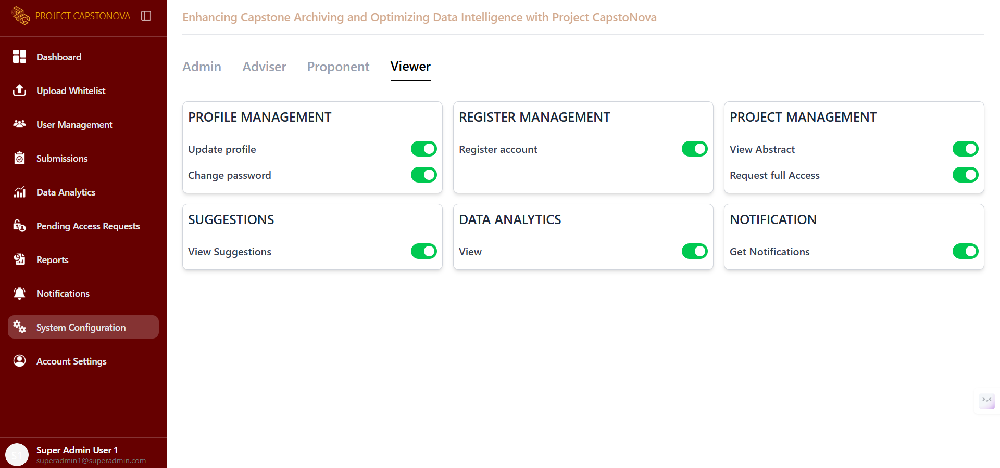 PROJECT CAPSTONOVA
Dashboard
Upload Whitelist
User Management
Submissions
Data Analytics
Pending Access Requests
Reports
Notifications
System Configuration
Account Settings
S1
Super Admin User 1
superadmin1@superadmin.com
Enhancing Capstone Archiving and Optimizing Data Intelligence with Project CapstoNova
Admin Adviser Proponent Viewer
PROFILE MANAGEMENT
Update profile
Change password
REGISTER MANAGEMENT
Register account
PROJECT MANAGEMENT
View Abstract
Request full Access
SUGGESTIONS
View Suggestions
DATA ANALYTICS
View
NOTIFICATION
Get Notifications